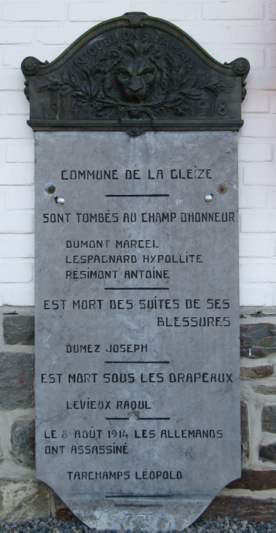 COMMUNE DE LA GLEIZE
SONT TOMBÉS AU CHAMP D'HONNEUR
DUMONT MARCEL
LESPAGNARD HYPOLLITE
RÉSIMONT ANTOINE
EST MORT DES SUITES DE SES
BLESSURES
DUMEZ JOSEPH
EST MORT SOUS LES DRAPEAUX
LEVIEUX RAOUL
LE 8 AOÛT 1914 LES ALLEMANDS
ONT ASSASSINÉ
TARCHAMPS LÉOPOLD